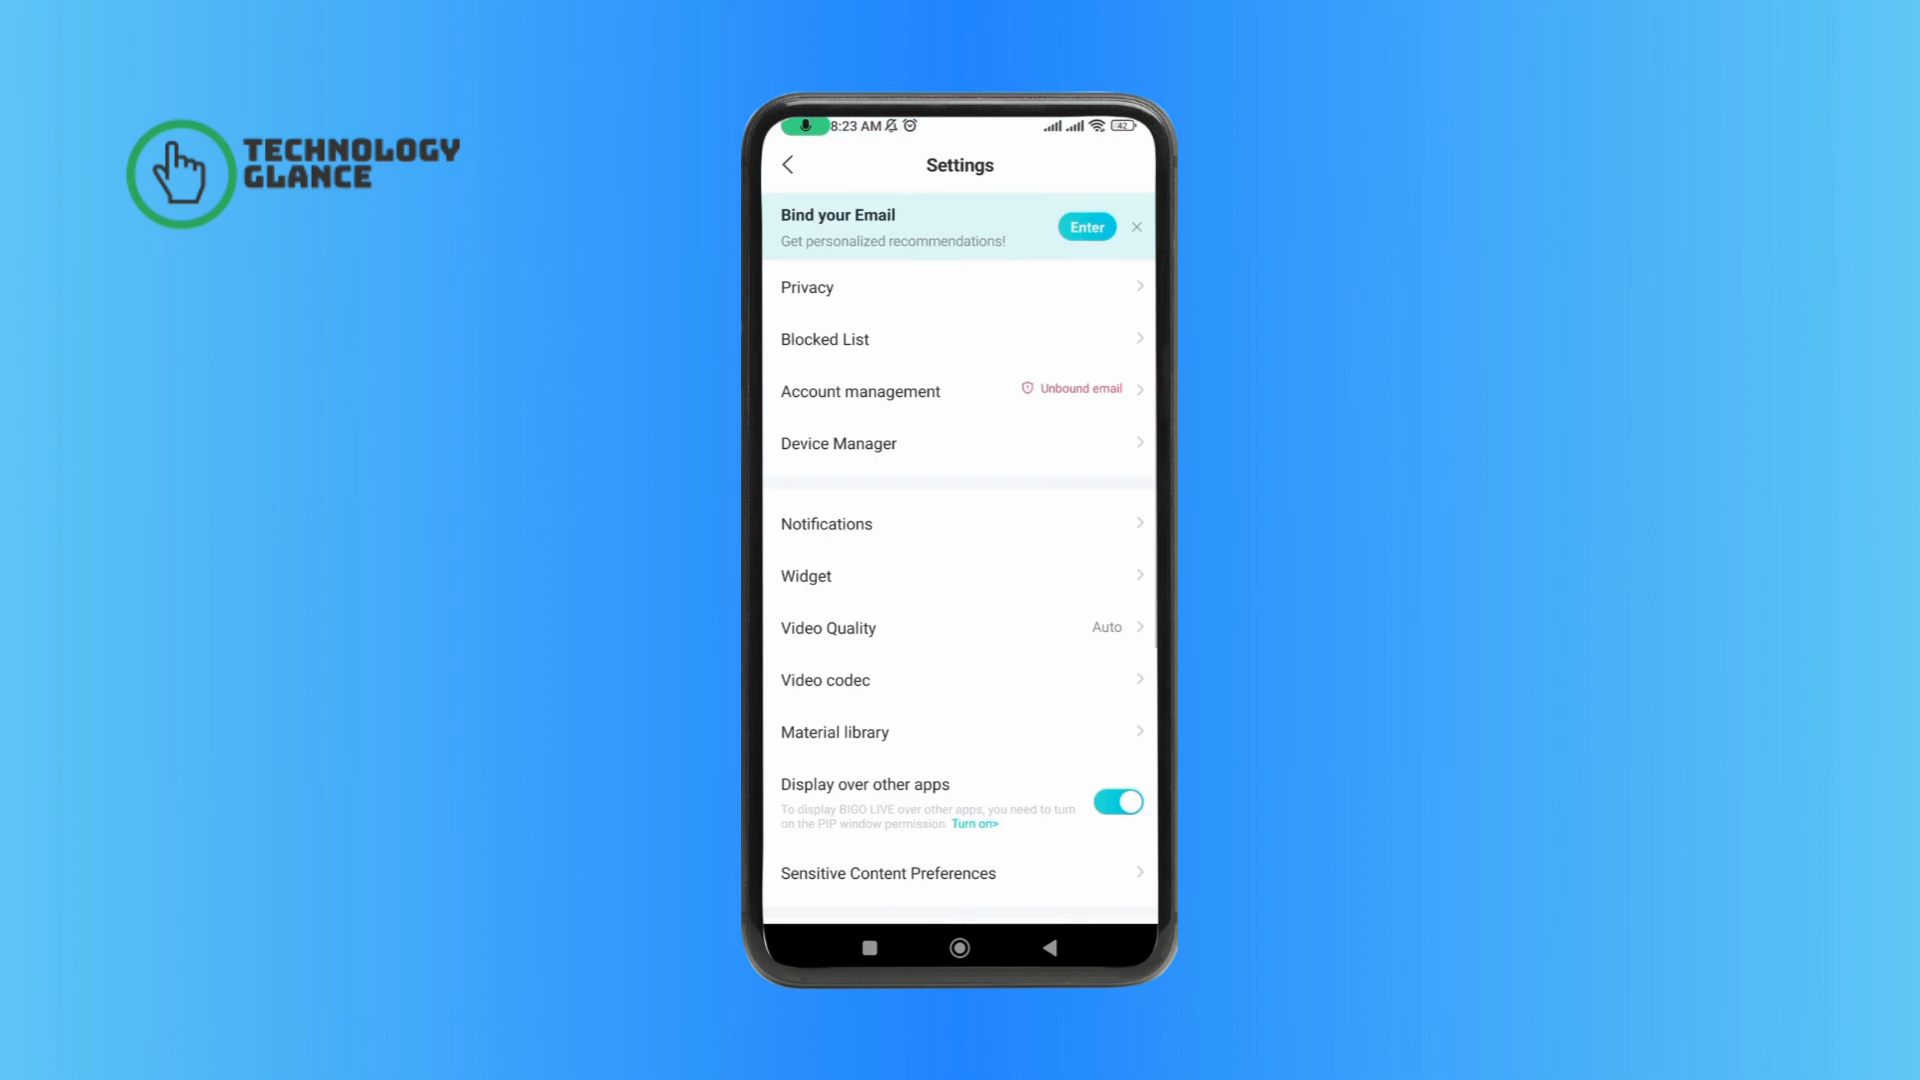 TECHNOLOGY
GLANCE
8:23 AM
42
Settings
Bind your Email
Get personalized recommendations!
Enter
Privacy
Blocked List
Account management
Unbound email
Device Manager
Notifications
Widget
Video Quality
Auto
Video codec
Material library
Display over other apps
To display BIGO LIVE over other apps, you need to turn
on the PIP window permission. Turn on>
Sensitive Content Preferences